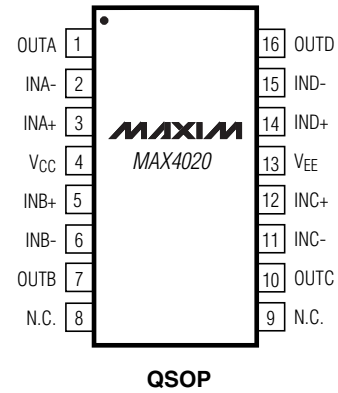 OUTA 1 16 OUTD
INA- 2 15 IND-
INA+ 3 MAXIM 14 IND+
VCC 4 MAX4020 13 VEE
INB+ 5 12 INC+
INB- 6 11 INC-
OUTB 7 10 OUTC
N.C. 8 9 N.C.
QSOP